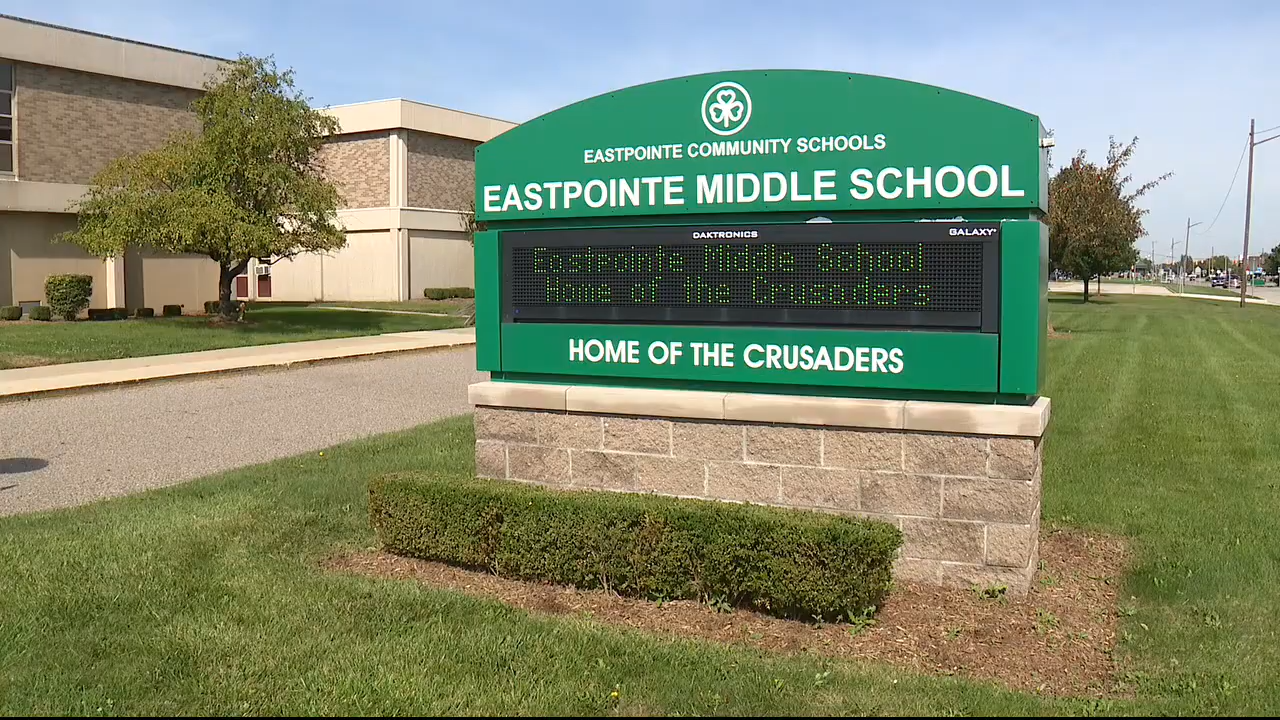 EASTPOINTE COMMUNITY SCHOOLS
EASTPOINTE MIDDLE SCHOOL
DAKTRONICS GALAXY
Eastpointe Middle School
Home of the Crusaders
HOME OF THE CRUSADERS